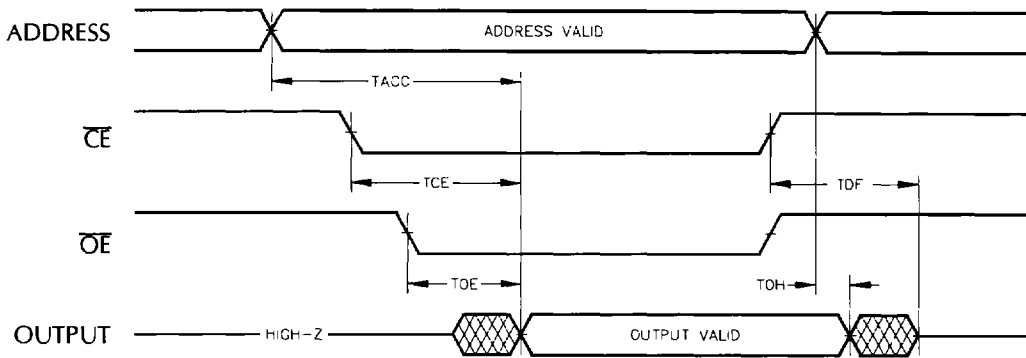 ADDRESS
ADDRESS VALID
TACC
CE
TCE
TDF
OE
TOE
TOH
OUTPUT
HIGH-Z
OUTPUT VALID